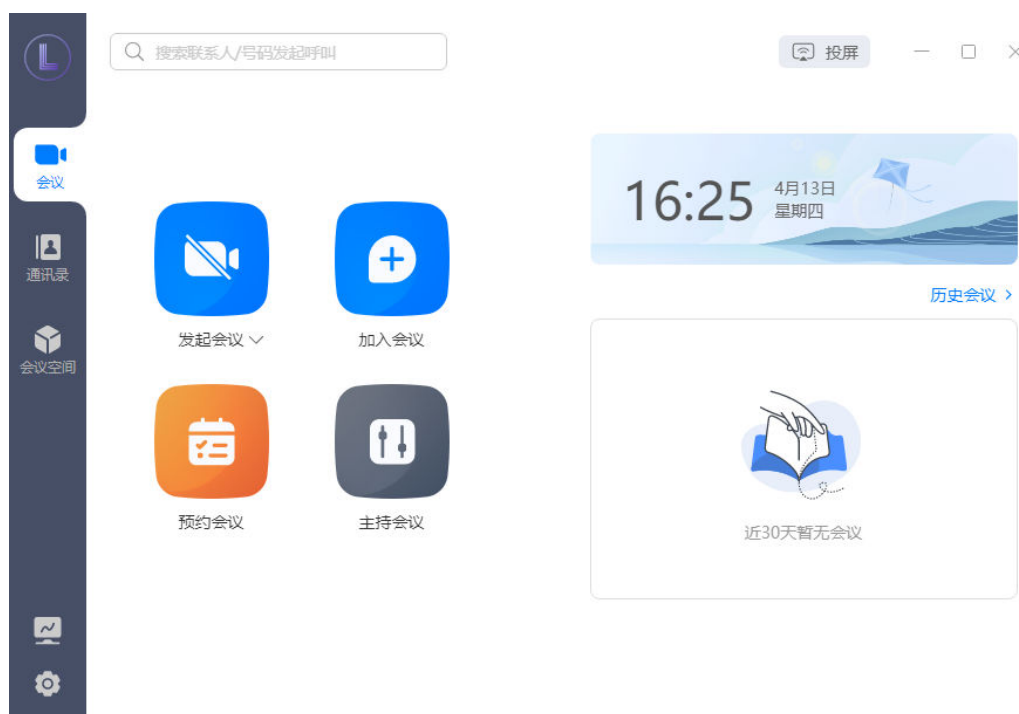 L
搜索联系人/号码发起呼叫
投屏
会议
通讯录
会议空间
发起会议
加入会议
预约会议
主持会议
16:25
4月13日
星期四
历史会议
近30天暂无会议